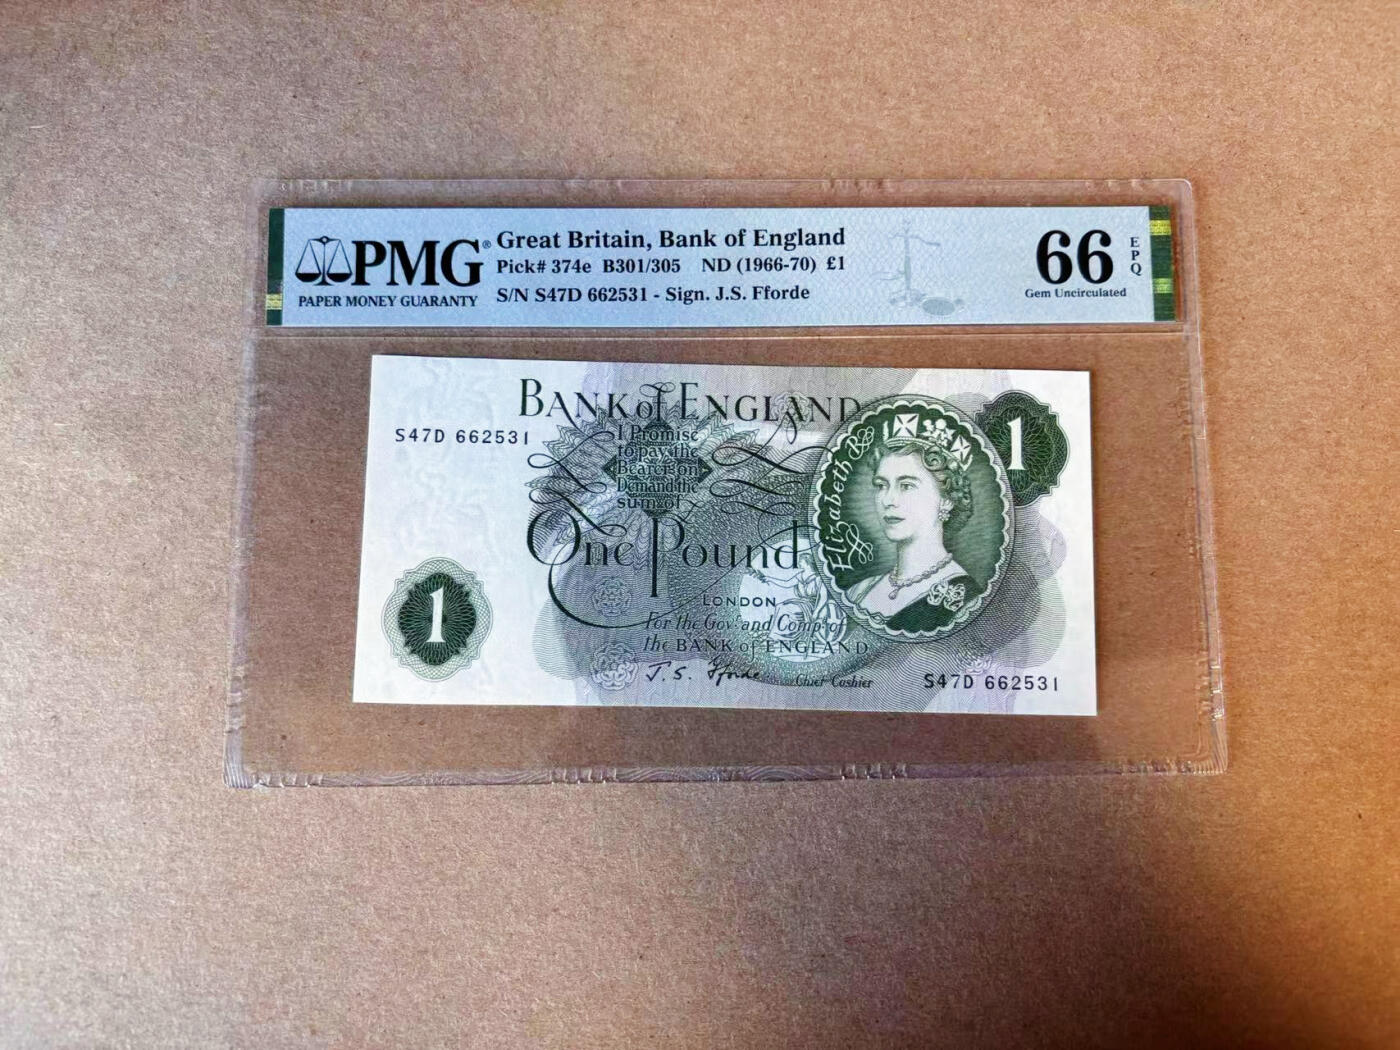 PMG®
PAPER MONEY GUARANTY
Great Britain, Bank of England
Pick# 374e B301/305 ND (1966-70) £1
S/N S47D 662531 - Sign. J.S. Fforde
66
EPQ
Gem Uncirculated
BANK of ENGLAND
S47D 662531
I Promise
to pay the
Bearer on
Demand the
sum of
One Pound
LONDON
For the Govr. and Compa. of
the BANK of ENGLAND
J. S. Fforde
Chief Cashier
Elizabeth R
1
1
S47D 662531